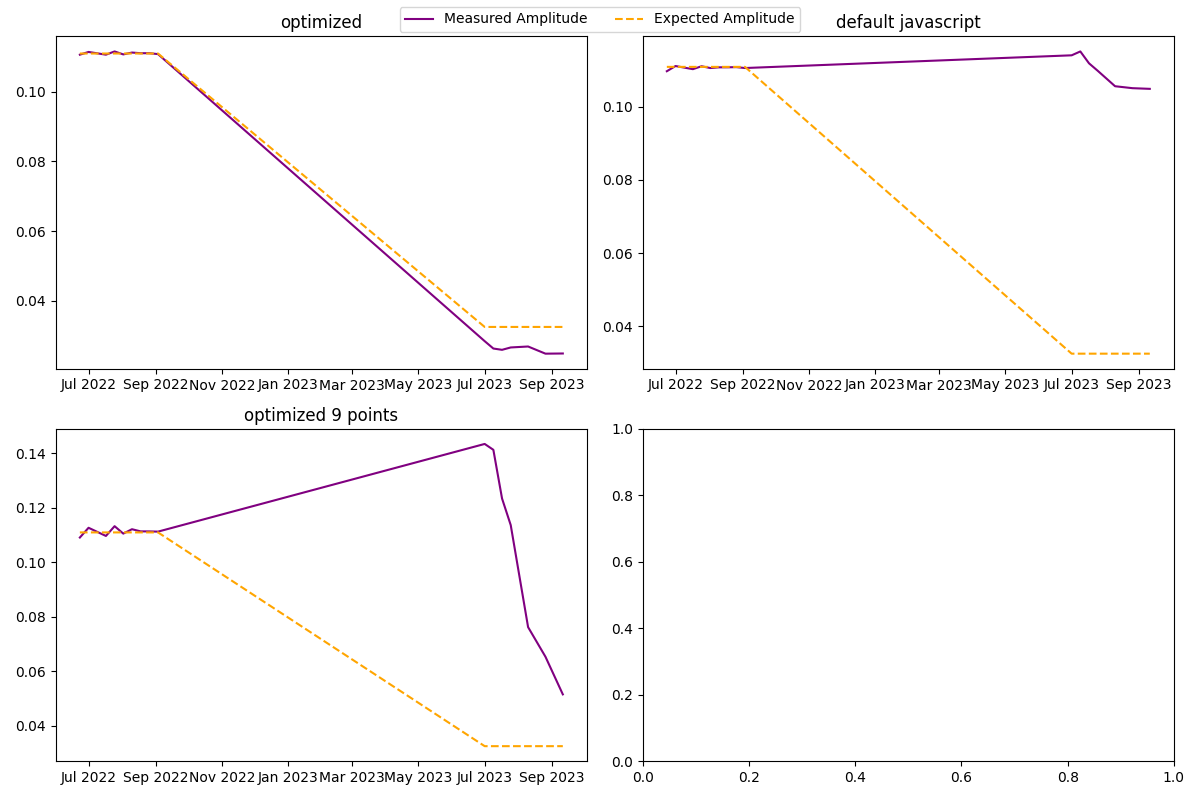 Measured Amplitude Expected Amplitude
optimized
0.10
0.08
0.06
0.04
Jul 2022 Sep 2022 Nov 2022 Jan 2023 Mar 2023 May 2023 Jul 2023 Sep 2023
default javascript
0.10
0.08
0.06
0.04
Jul 2022 Sep 2022 Nov 2022 Jan 2023 Mar 2023 May 2023 Jul 2023 Sep 2023
optimized 9 points
0.14
0.12
0.10
0.08
0.06
0.04
Jul 2022 Sep 2022 Nov 2022 Jan 2023 Mar 2023 May 2023 Jul 2023 Sep 2023
1.0
0.8
0.6
0.4
0.2
0.0
0.0 0.2 0.4 0.6 0.8 1.0